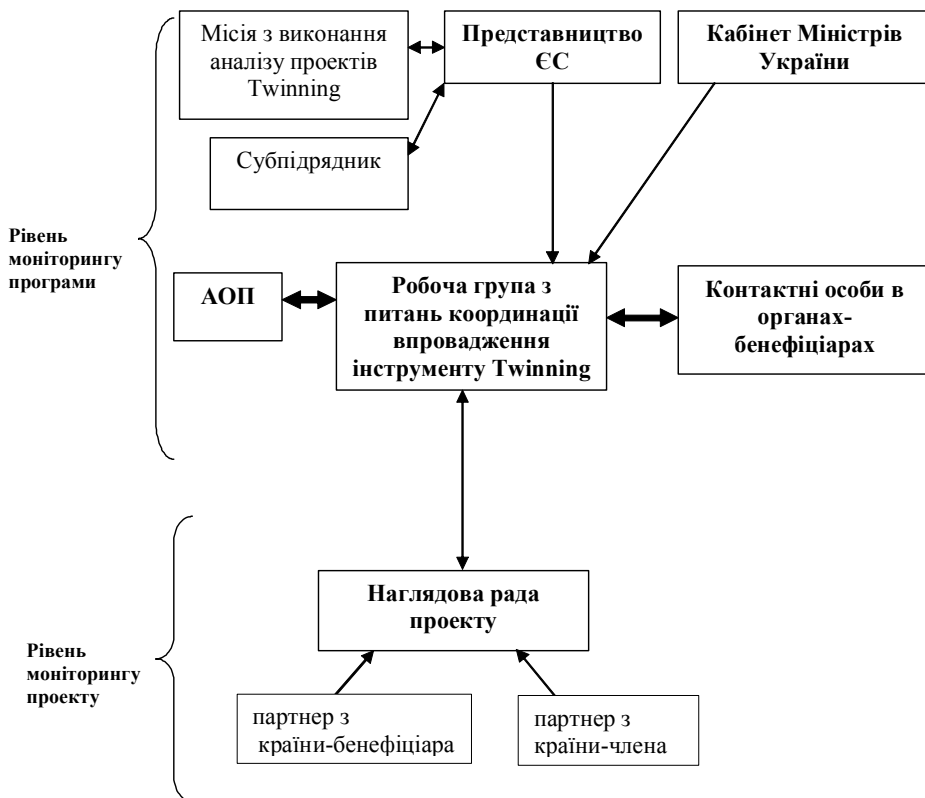 Місія з виконання
аналізу проектів
Twinning
Представництво
ЄС
Кабінет Міністрів
України
Субпідрядник
Рівень
моніторингу
програми
АОП
Робоча група з
питань координації
впровадження
інструменту Twinning
Контактні особи в
органах-
бенефіціарах
Наглядова рада
проекту
Рівень
моніторингу
проекту
партнер з
країни-бенефіціара
партнер з
країни-члена